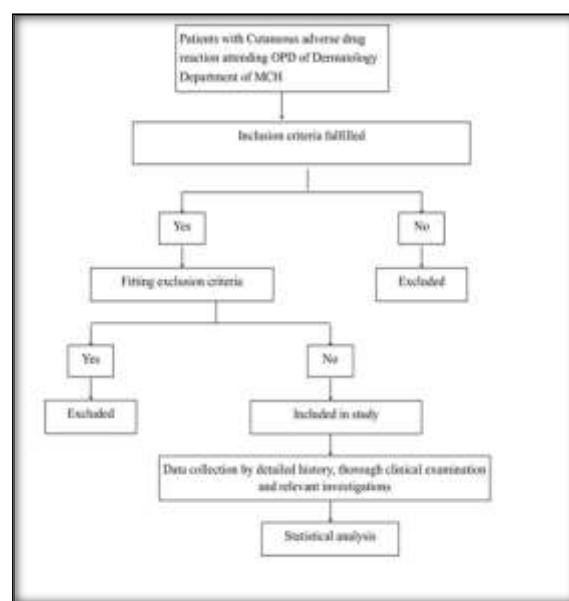 Patients with Cutaneous adverse drug
reaction attending OPD of Dermatology
Department of MCH
Inclusion criteria fulfilled
Yes
No
Fitting exclusion criteria
Excluded
Yes
No
Excluded
Included in study
Data collection by detailed history, thorough clinical examination
and relevant investigations
Statistical analysis